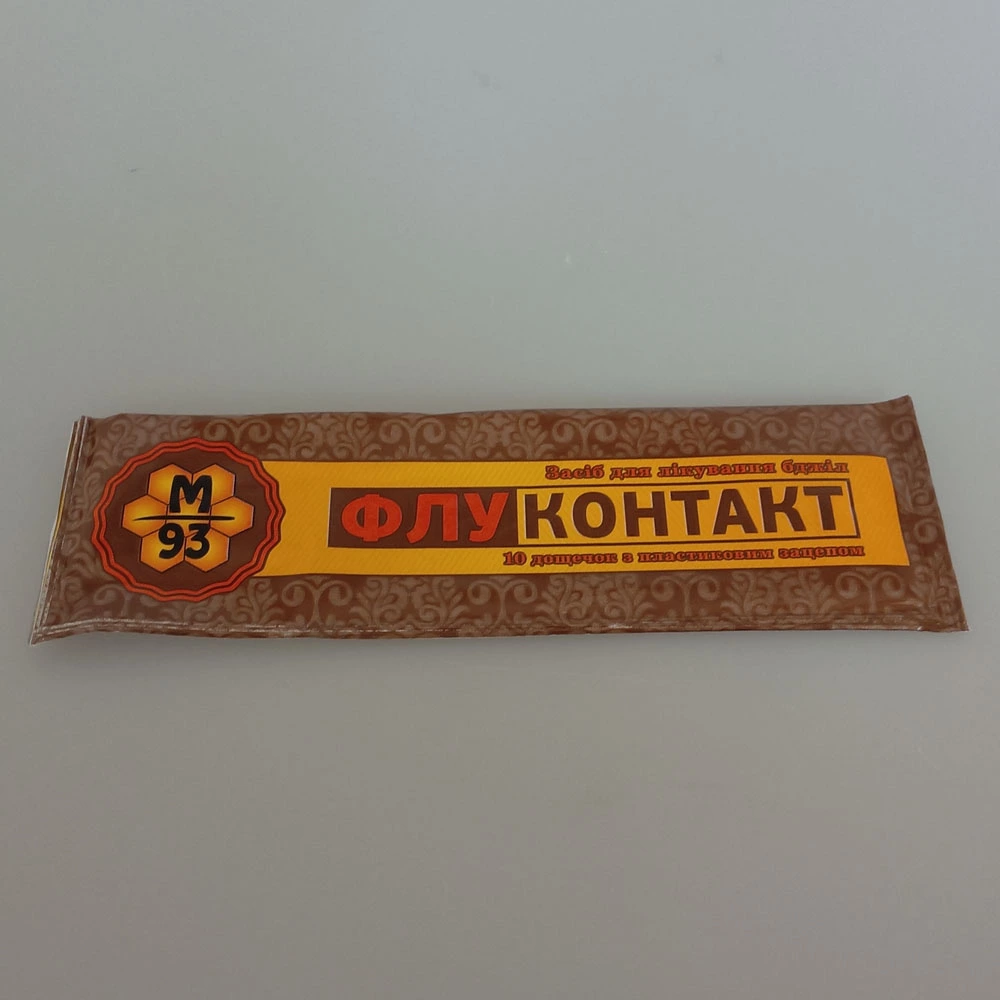 М
93
Засіб для лікування бджіл
ФЛУКОНТАКТ
10 дощечок з пластиковим зацепом